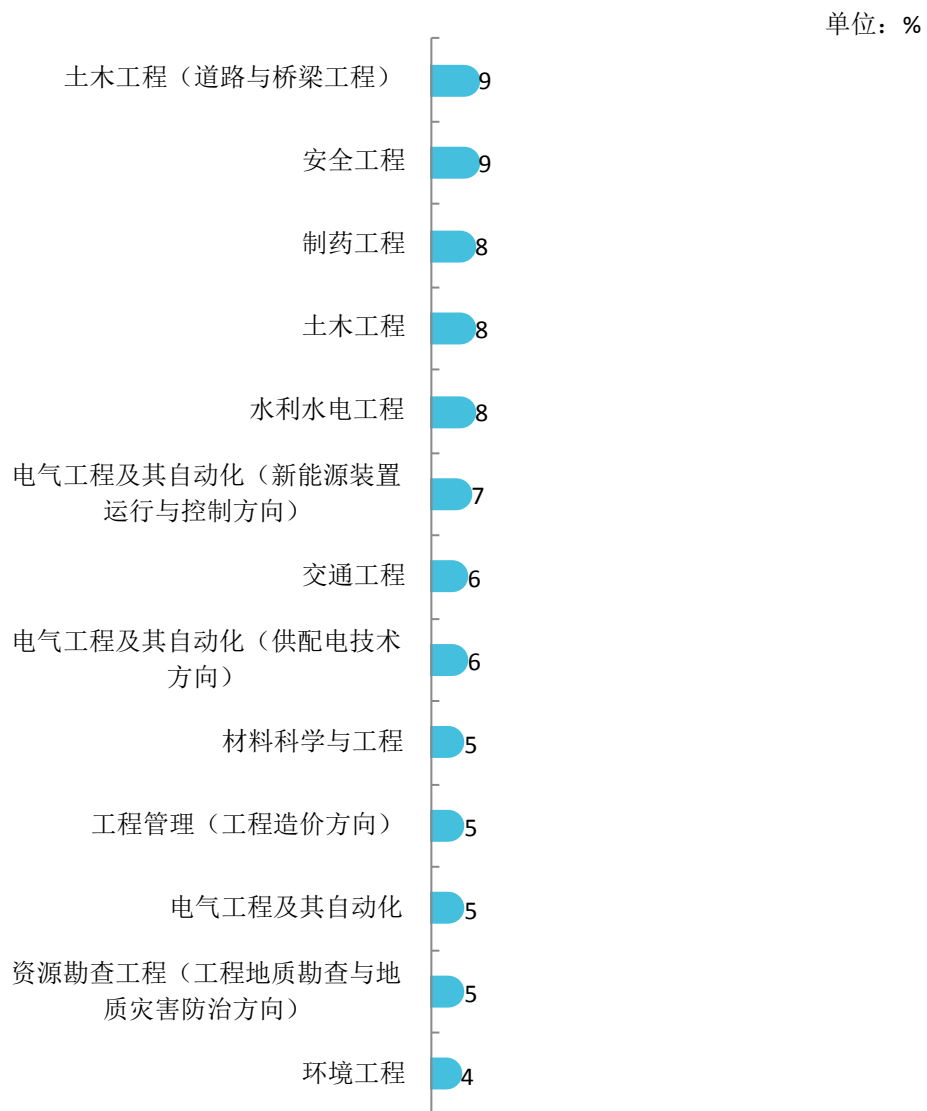 单位：%
土木工程（道路与桥梁工程） 9
安全工程 9
制药工程 8
土木工程 8
水利水电工程 8
电气工程及其自动化（新能源装置
运行与控制方向） 7
交通工程 6
电气工程及其自动化（供配电技术
方向） 6
材料科学与工程 5
工程管理（工程造价方向） 5
电气工程及其自动化 5
资源勘查工程（工程地质勘查与地
质灾害防治方向） 5
环境工程 4